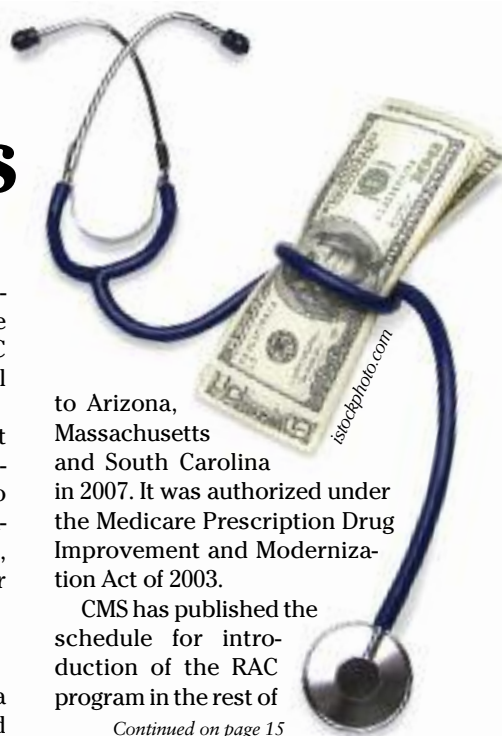 s
-
e
C
l
t
-
o
-
,
r
a
d
to Arizona,
Massachusetts
and South Carolina
in 2007. It was authorized under
the Medicare Prescription Drug
Improvement and Moderniza-
tion Act of 2003.
CMS has published the
schedule for intro-
duction of the RAC
program in the rest of
Continued on page 15
istockphoto.com